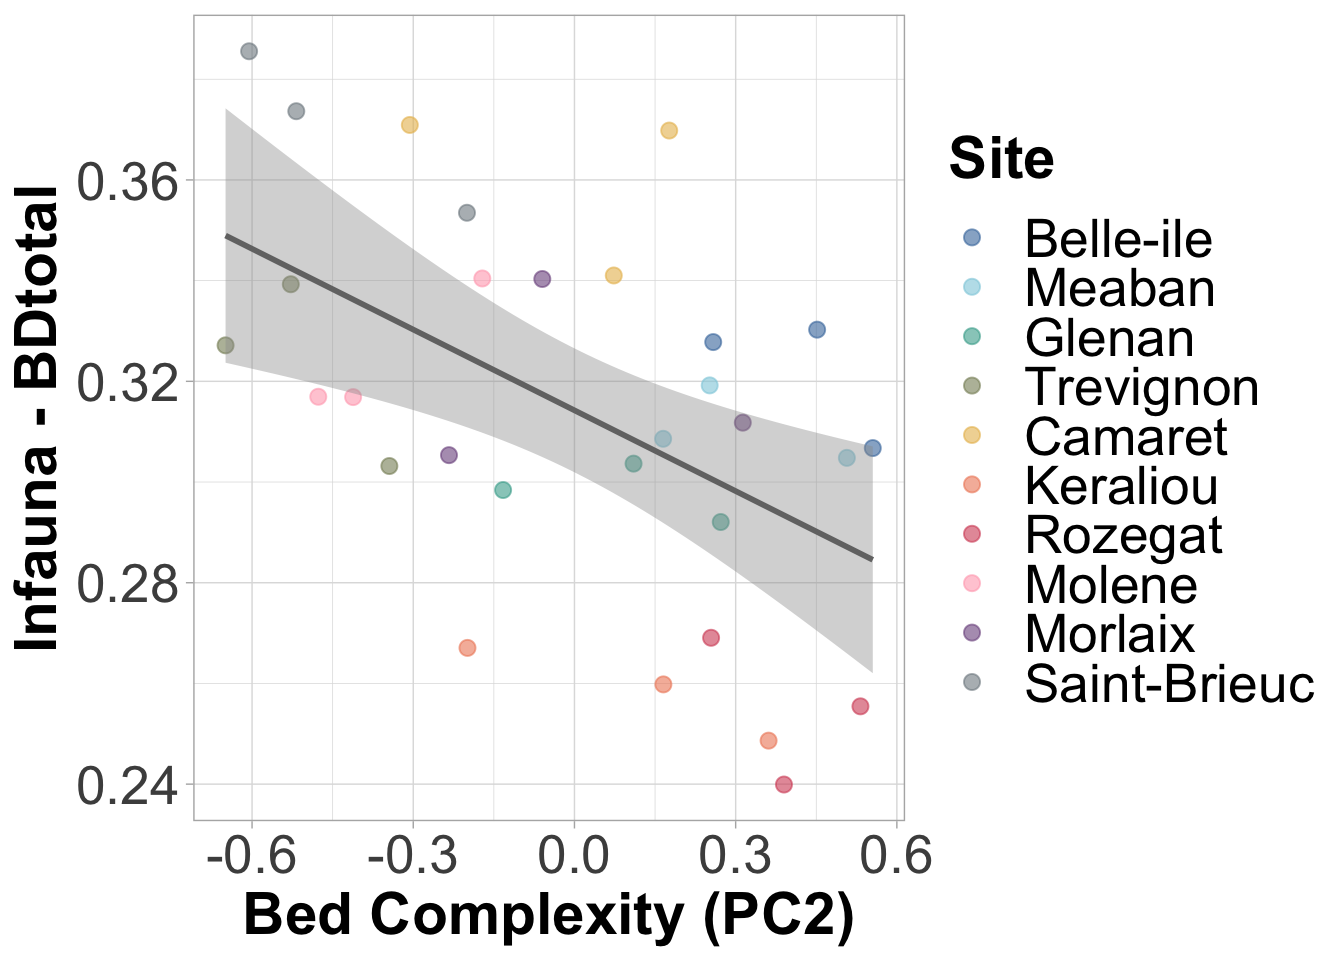 Infauna - BDtotal
0.36
0.32
0.28
0.24
-0.6 -0.3 0.0 0.3 0.6
Bed Complexity (PC2)
Site
Belle-ile
Meaban
Glenan
Trevignon
Camaret
Keraliou
Rozegat
Molene
Morlaix
Saint-Brieuc